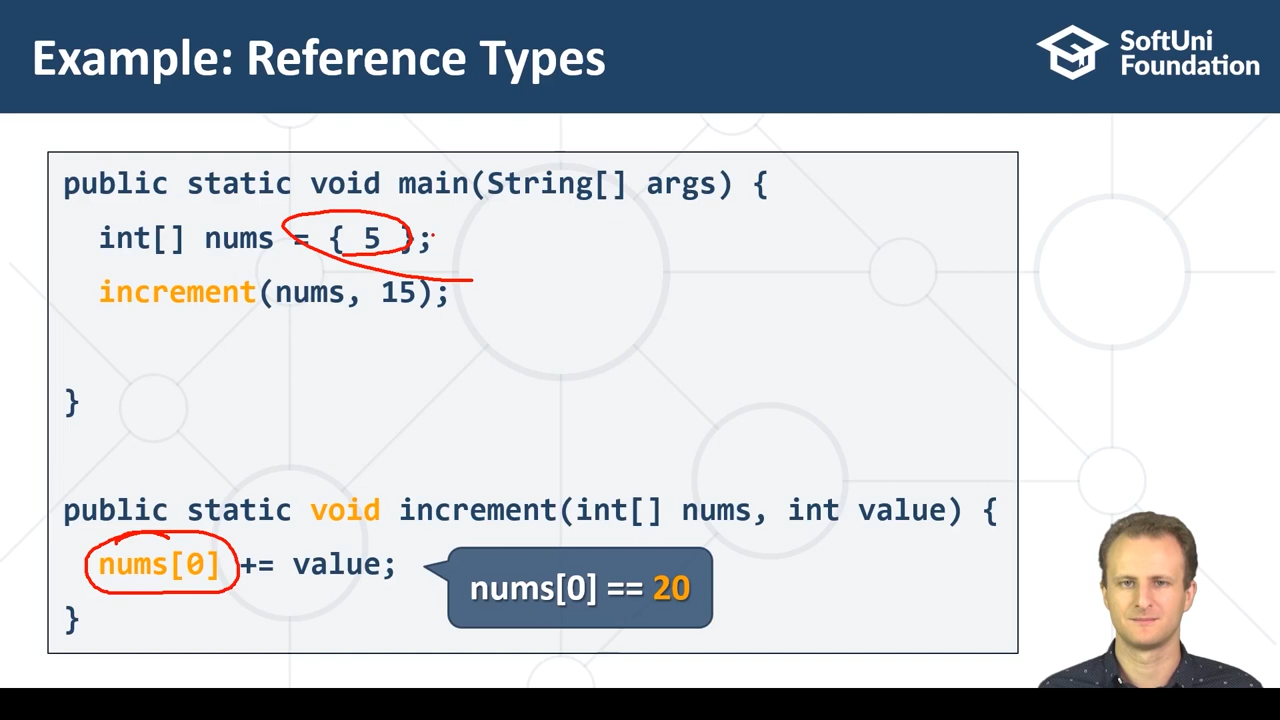 Example: Reference Types
SoftUni
Foundation
public static void main(String[] args) {
int[] nums = { 5 };
increment(nums, 15);
}
public static void increment(int[] nums, int value) {
nums[0] += value;
nums[0] == 20
}